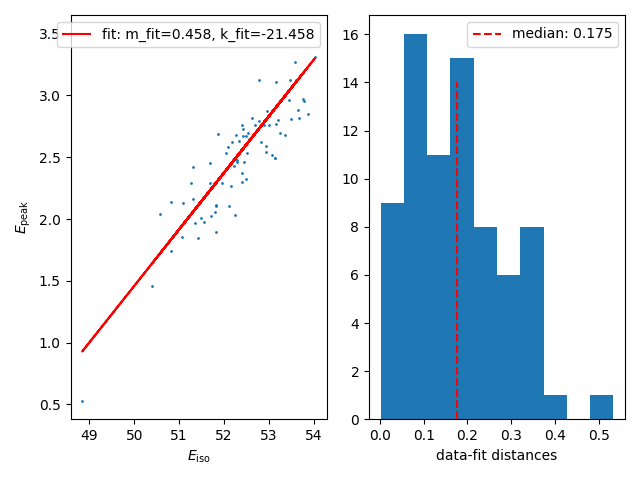 fit: m_fit=0.458, k_fit=-21.458
3.5
3.0
2.5
2.0
1.5
1.0
0.5
E_peak
49 50 51 52 53 54
E_iso
median: 0.175
16
14
12
10
8
6
4
2
0
0.0 0.1 0.2 0.3 0.4 0.5
data-fit distances